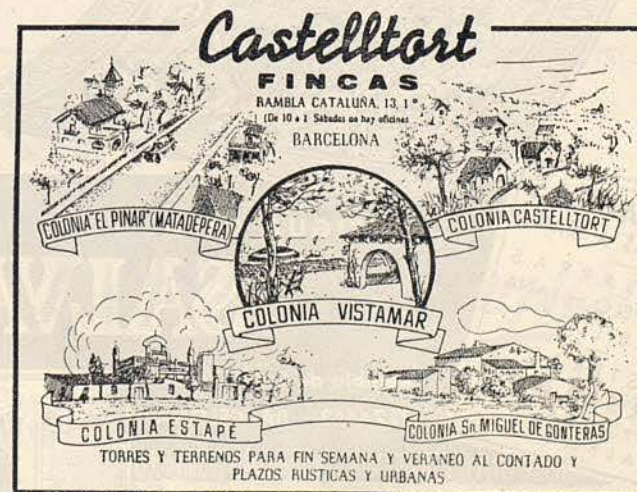 Castelltort
FINCAS
RAMBLA CATALUÑA, 13, 1º
(De 10 a 1 Sábados no hay oficina
BARCELONA
COLONIA "EL PINAR" (MATADEPERA)
COLONIA CASTELLTORT
COLONIA VISTAMAR
COLONIA ESTAPÉ
COLONIA Sn. MIGUEL DE GONTERAS
TORRES Y TERRENOS PARA FIN SEMANA Y VERANEO AL CONTADO Y
PLAZOS. RUSTICAS Y URBANAS